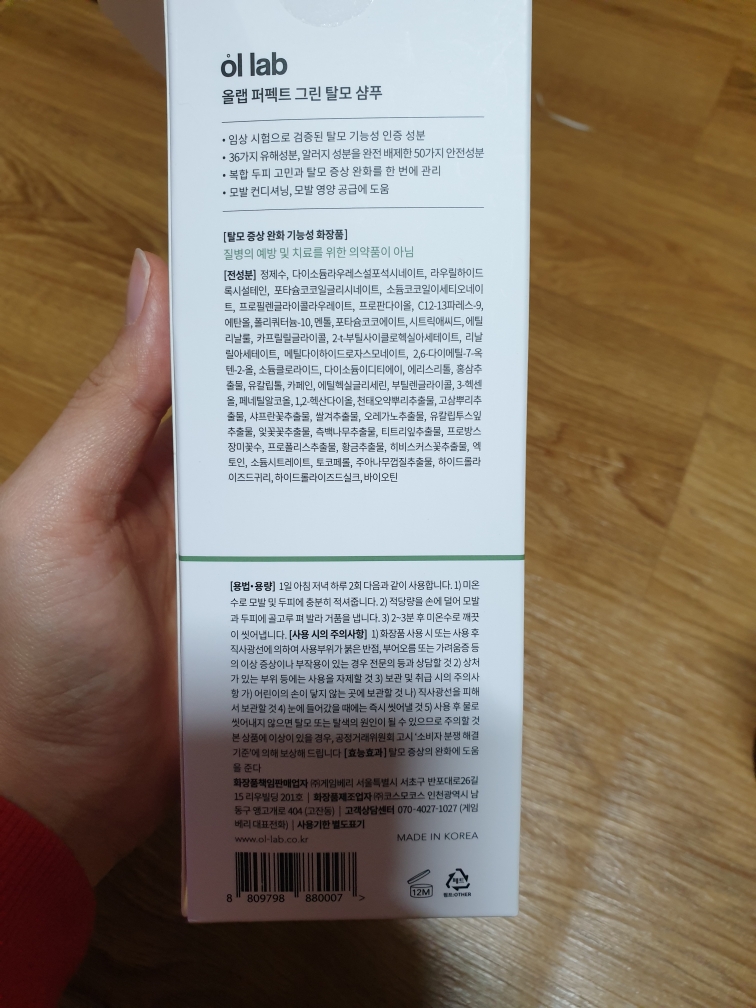 ol lab
올랩 퍼펙트 그린 탈모 샴푸
• 임상 시험으로 검증된 탈모 기능성 인증 성분
• 36가지 유해성분, 알러지 성분을 완전 배제한 50가지 안전성분
• 복합 두피 고민과 탈모 증상 완화를 한 번에 관리
• 모발 컨디셔닝, 모발 영양 공급에 도움
[탈모 증상 완화 기능성 화장품]
질병의 예방 및 치료를 위한 의약품이 아님
[전성분] 정제수, 다이소듐라우레스설포석시네이트, 라우릴하이드
록시설테인, 포타슘코코일글리시네이트, 소듐코코일이세티오네이
트, 프로필렌글라이콜라우레이트, 프로판다이올, C12-13파레스-9,
에탄올, 폴리쿼터늄-10, 멘톨, 포타슘코코에이트, 시트릭애씨드, 에틸
리날룰, 카프릴릴글라이콜, 2-t-부틸사이클로헥실아세테이트, 리날
릴아세테이트, 메틸다이하이드로자스모네이트, 2,6-다이메틸-7-옥
텐-2-올, 소듐클로라이드, 다이소듐이디티에이, 에리스리톨, 홍삼추
출물, 유칼립톨, 카페인, 에틸헥실글리세린, 부틸렌글라이콜, 3-헥센
올, 페네틸알코올, 1,2-헥산다이올, 천태오약뿌리추출물, 고삼뿌리추
출물, 사프란꽃추출물, 쌀겨추출물, 오레가노추출물, 유칼립투스잎
추출물, 잇꽃꽃추출물, 측백나무추출물, 티트리잎추출물, 프로방스
장미꽃수, 프로폴리스추출물, 황금추출물, 히비스커스꽃추출물, 엑
토인, 소듐시트레이트, 토코페롤, 주아나무껍질추출물, 하이드롤라
이즈드귀리, 하이드롤라이즈드실크, 바이오틴
[용법•용량] 1일 아침 저녁 하루 2회 다음과 같이 사용합니다. 1) 미온
수로 모발 및 두피에 충분히 적셔줍니다. 2) 적당량을 손에 덜어 모발
과 두피에 골고루 펴 발라 거품을 냅니다. 3) 2~3분 후 미온수로 깨끗
이 씻어냅니다. [사용 시의 주의사항] 1) 화장품 사용 시 또는 사용 후
직사광선에 의하여 사용부위가 붉은 반점, 부어오름 또는 가려움증 등
의 이상 증상이나 부작용이 있는 경우 전문의 등과 상담할 것 2) 상처
가 있는 부위 등에는 사용을 자제할 것 3) 보관 및 취급 시의 주의사
항 가) 어린이의 손이 닿지 않는 곳에 보관할 것 나) 직사광선을 피해
서 보관할 것 4) 눈에 들어갔을 때에는 즉시 씻어낼 것 5) 사용 후 물로
씻어내지 않으면 탈모 또는 탈색의 원인이 될 수 있으므로 주의할 것
본 상품에 이상이 있을 경우, 공정거래위원회 고시 '소비자 분쟁 해결
기준'에 의해 보상해 드립니다 [효능효과] 탈모 증상의 완화에 도움
을 준다
화장품책임판매업자 ㈜게임베리 서울특별시 서초구 반포대로26길
15 리우빌딩 201호 | 화장품제조업자 ㈜코스모코스 인천광역시 남
동구 앵고개로 404 (고잔동) | 고객상담센터 070-4027-1027 (게임
베리 대표전화) | 사용기한 별도표기
www.ol-lab.co.kr MADE IN KOREA
8 809798 880007 >
12M
페트
펌프:OTHER